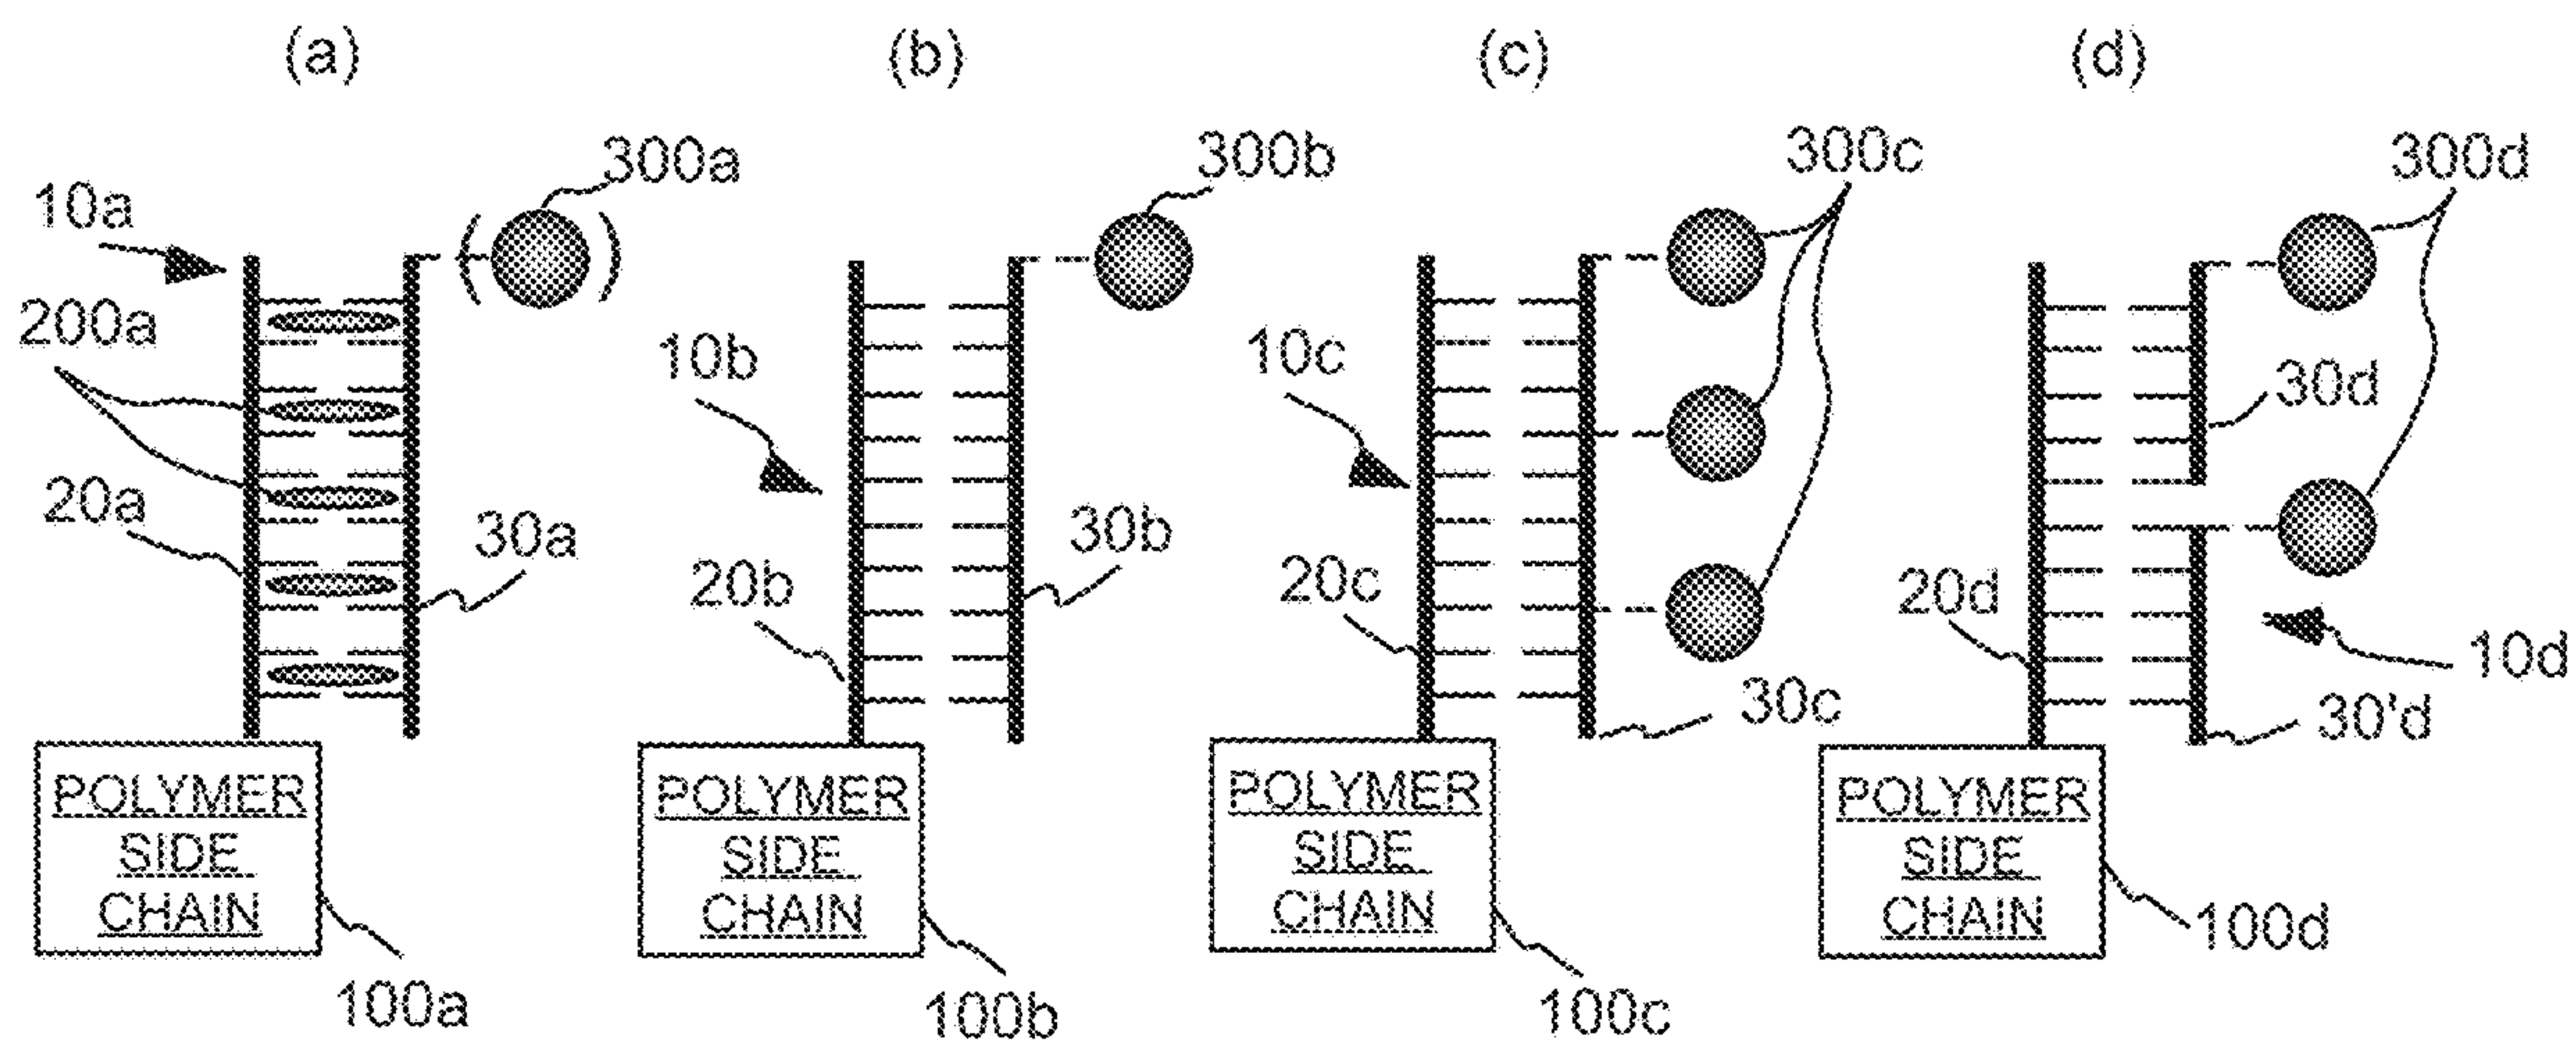 (a) (b) (c) (d)
300a 300b 300c 300d
10a
200a
10b 10c 30d
20a 30a 30b
20b 20c 20d
10d
30c 30'd
POLYMER SIDE CHAIN
POLYMER SIDE CHAIN
POLYMER SIDE CHAIN
POLYMER SIDE CHAIN
100a 100b 100c 100d